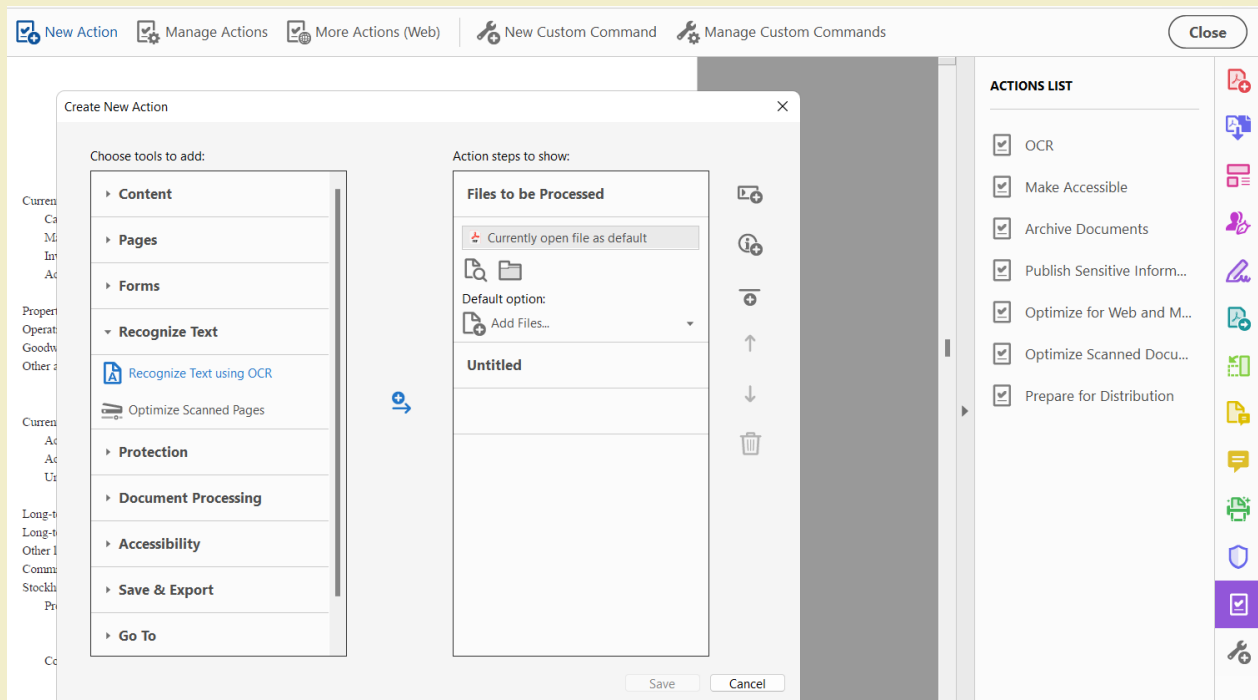 New Action
Manage Actions
More Actions (Web)
New Custom Command
Manage Custom Commands
Close
Create New Action
Choose tools to add:
Content
Pages
Forms
Recognize Text
Recognize Text using OCR
Optimize Scanned Pages
Protection
Document Processing
Accessibility
Save & Export
Go To
Action steps to show:
Files to be Processed
Currently open file as default
Default option:
Add Files...
Untitled
Save
Cancel
ACTIONS LIST
OCR
Make Accessible
Archive Documents
Publish Sensitive Inform...
Optimize for Web and M...
Optimize Scanned Docu...
Prepare for Distribution